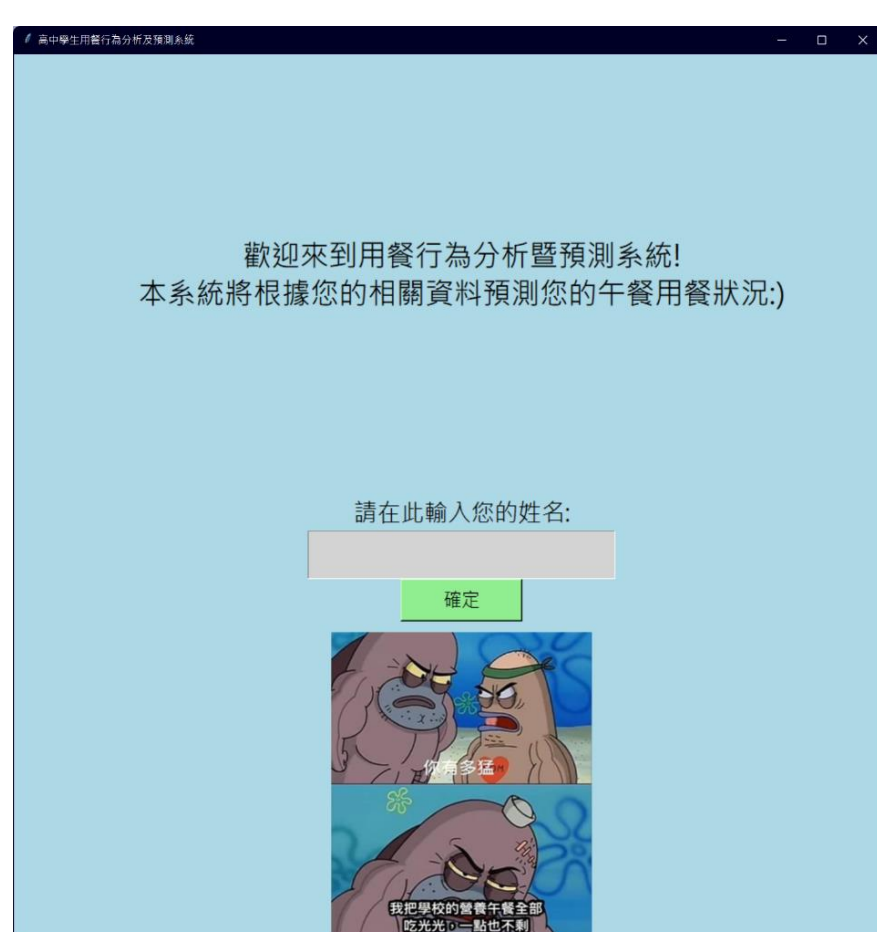 高中學生用餐行為分析及預測系統
歡迎來到用餐行為分析暨預測系統!
本系統將根據您的相關資料預測您的午餐用餐狀況:)
請在此輸入您的姓名:
確定
你有多猛
我把學校的營養午餐全部
吃光光，一點也不剩